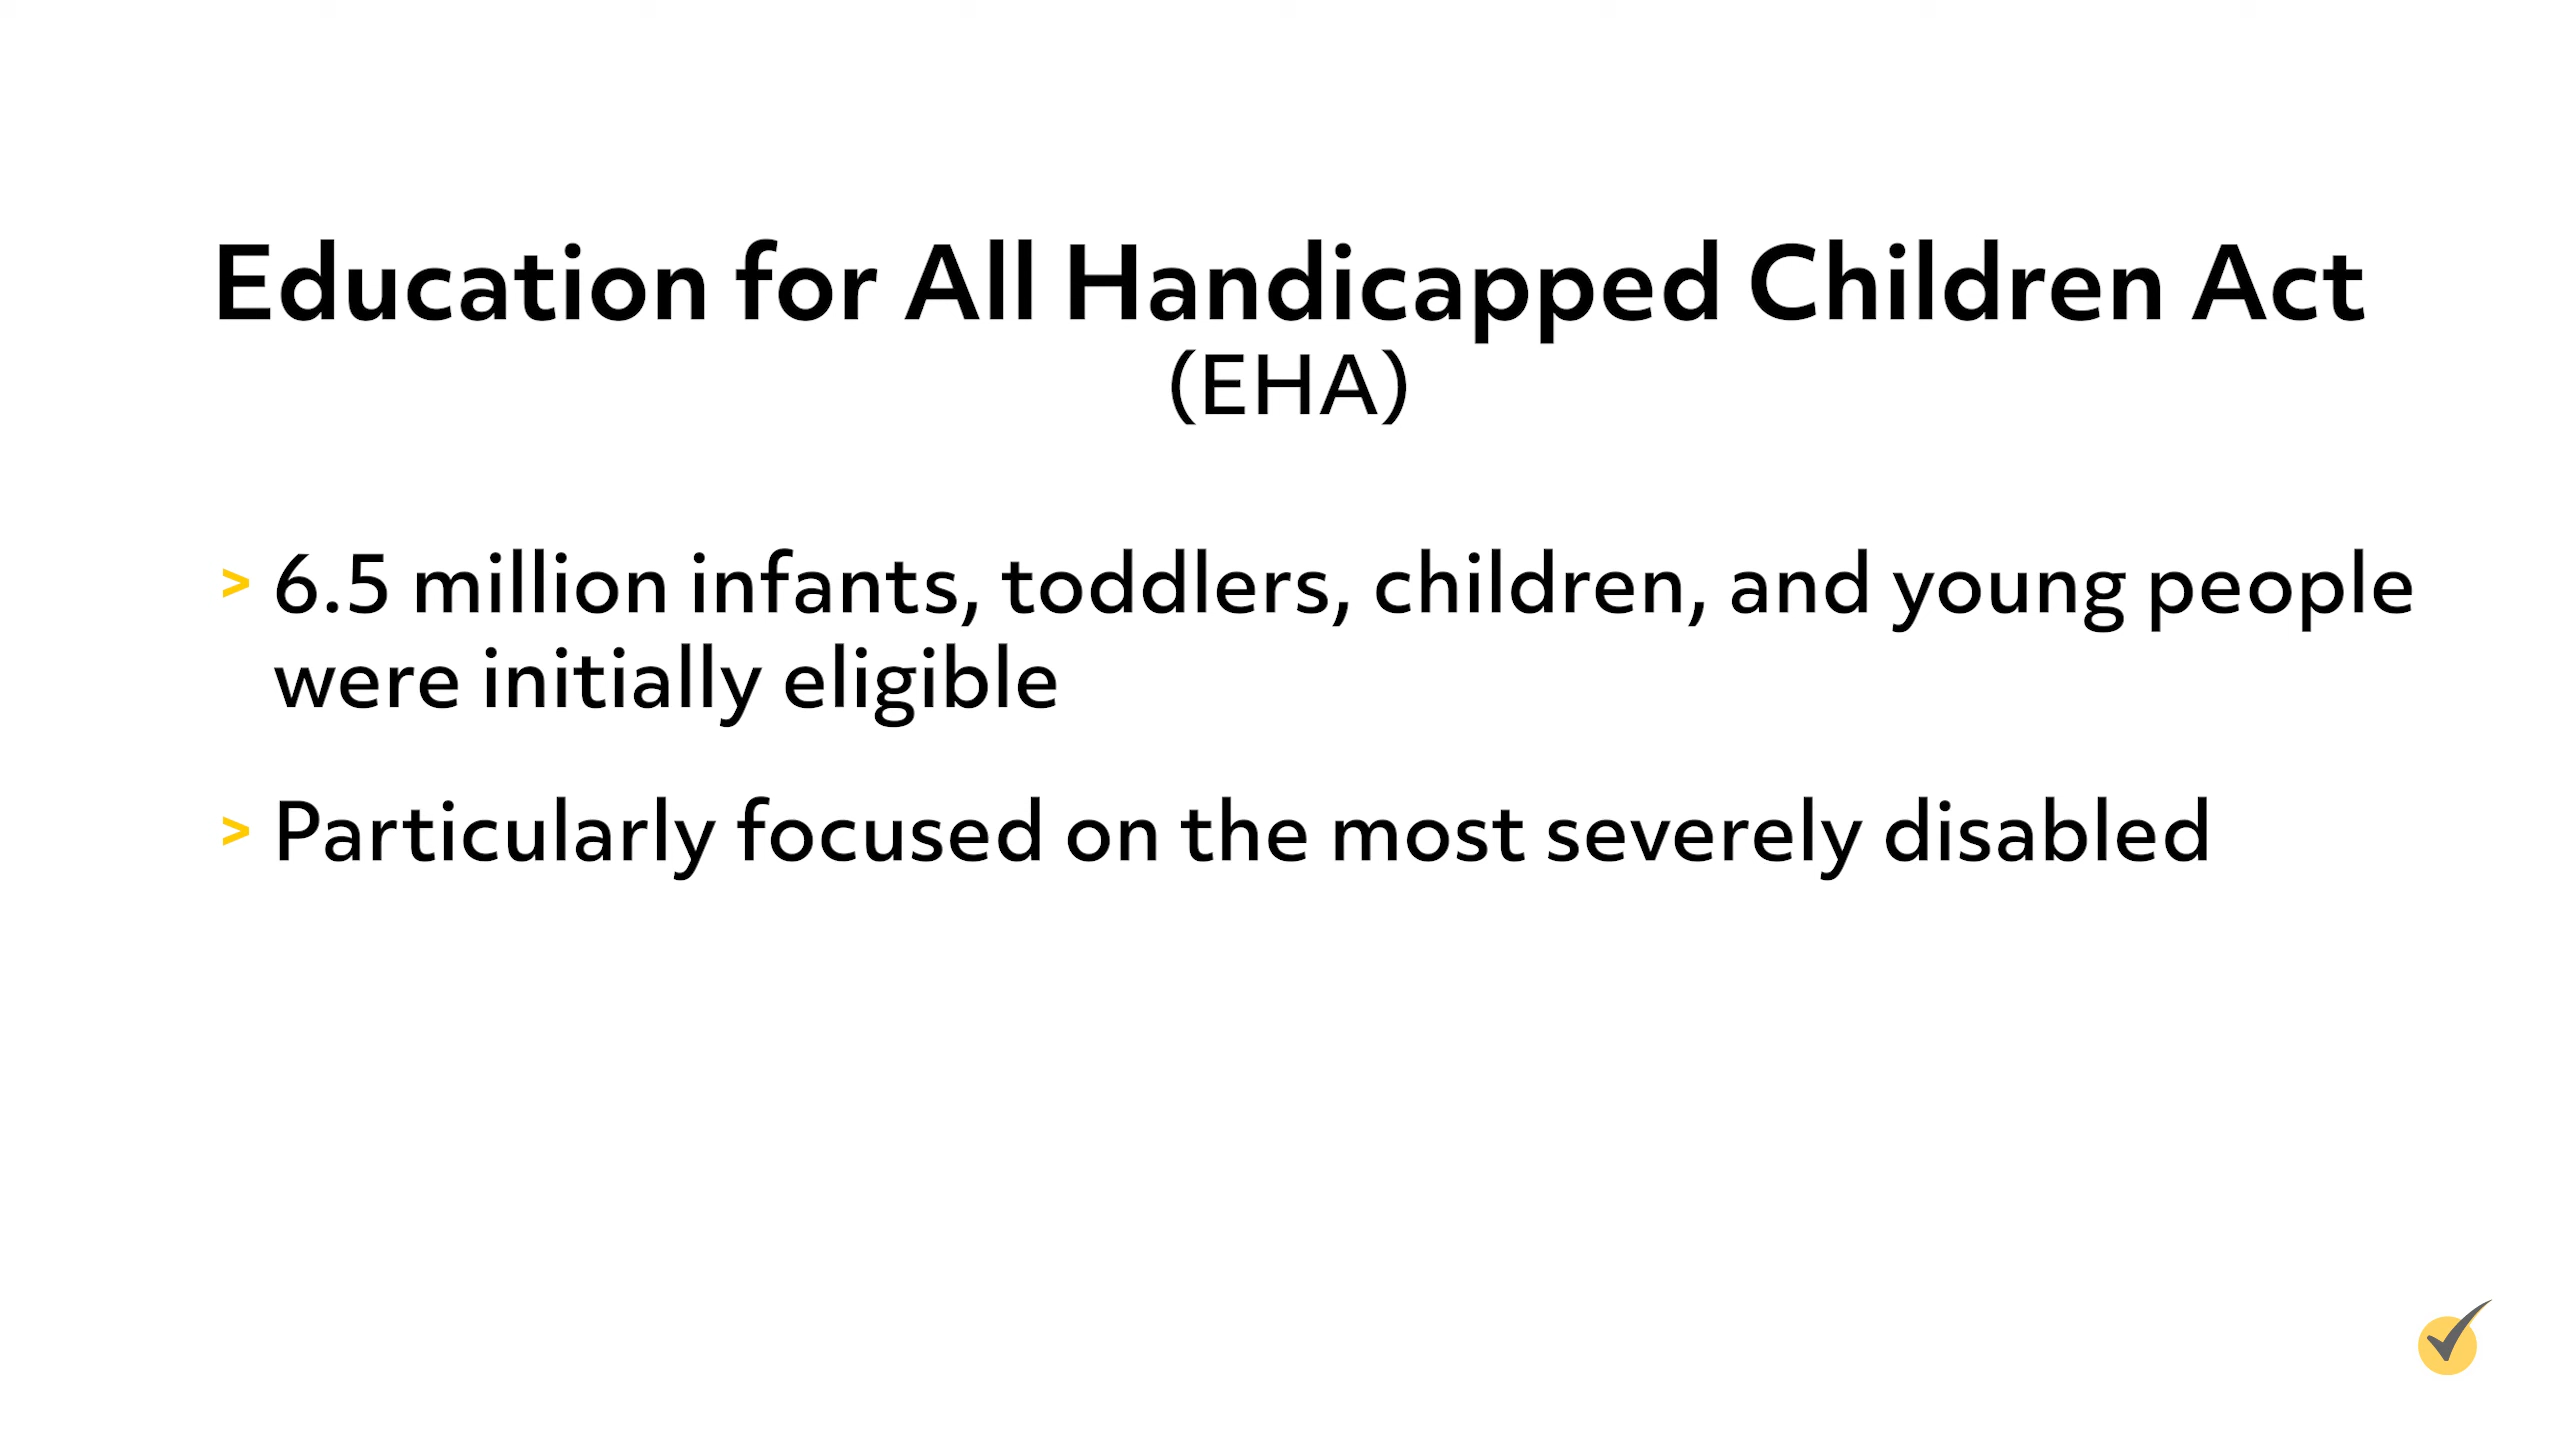 Education for All Handicapped Children Act
(EHA)
> 6.5 million infants, toddlers, children, and young people
were initially eligible
> Particularly focused on the most severely disabled